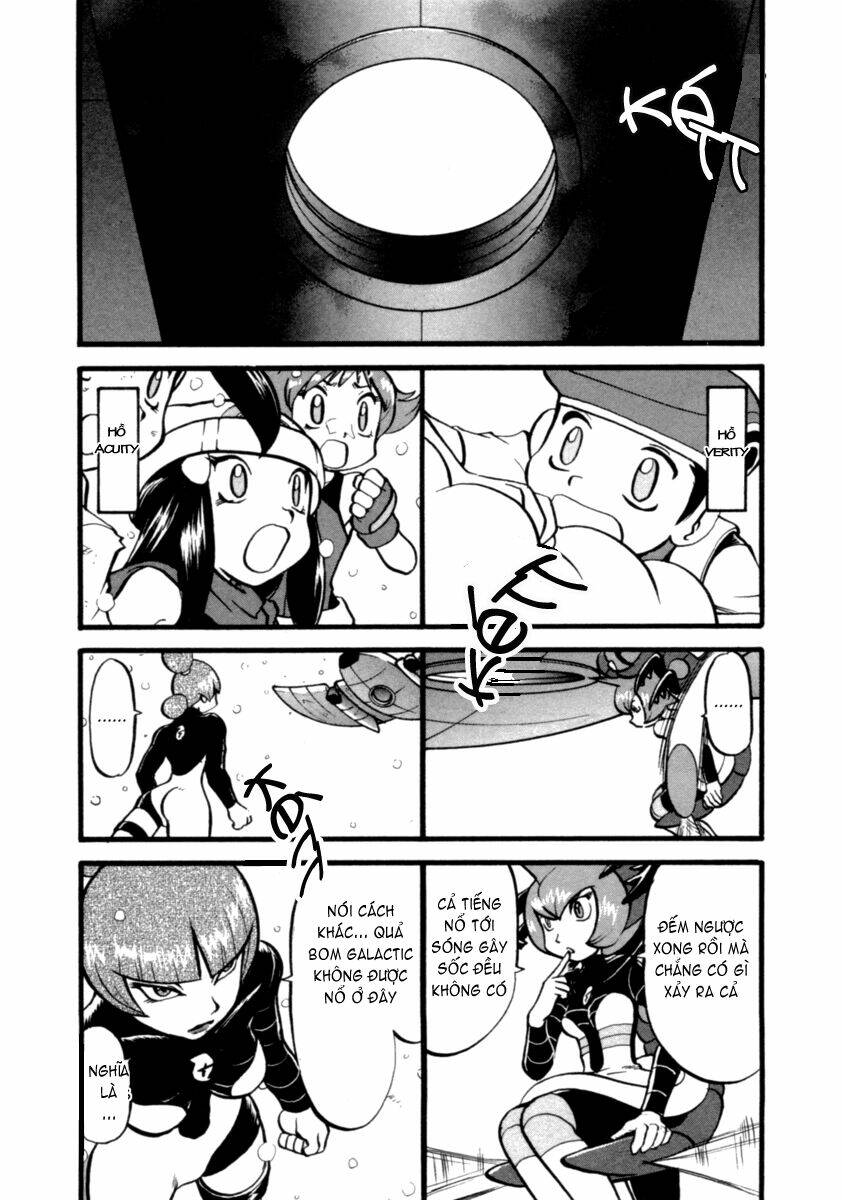 KÉTT
HỒ
VERITY
HỒ
ACUITY
KÉTT
......
......
KÉTT
ĐẾM NGƯỢC
XONG RỒI MÀ
CHẲNG CÓ GÌ
XẢY RA CẢ
CẢ TIẾNG
NỔ TỚI
SÓNG GÂY
SỐC ĐỀU
KHÔNG CÓ
NÓI CÁCH
KHÁC... QUẢ
BOM GALACTIC
KHÔNG ĐƯỢC
NỔ Ở ĐÂY
NGHĨA
LÀ
...